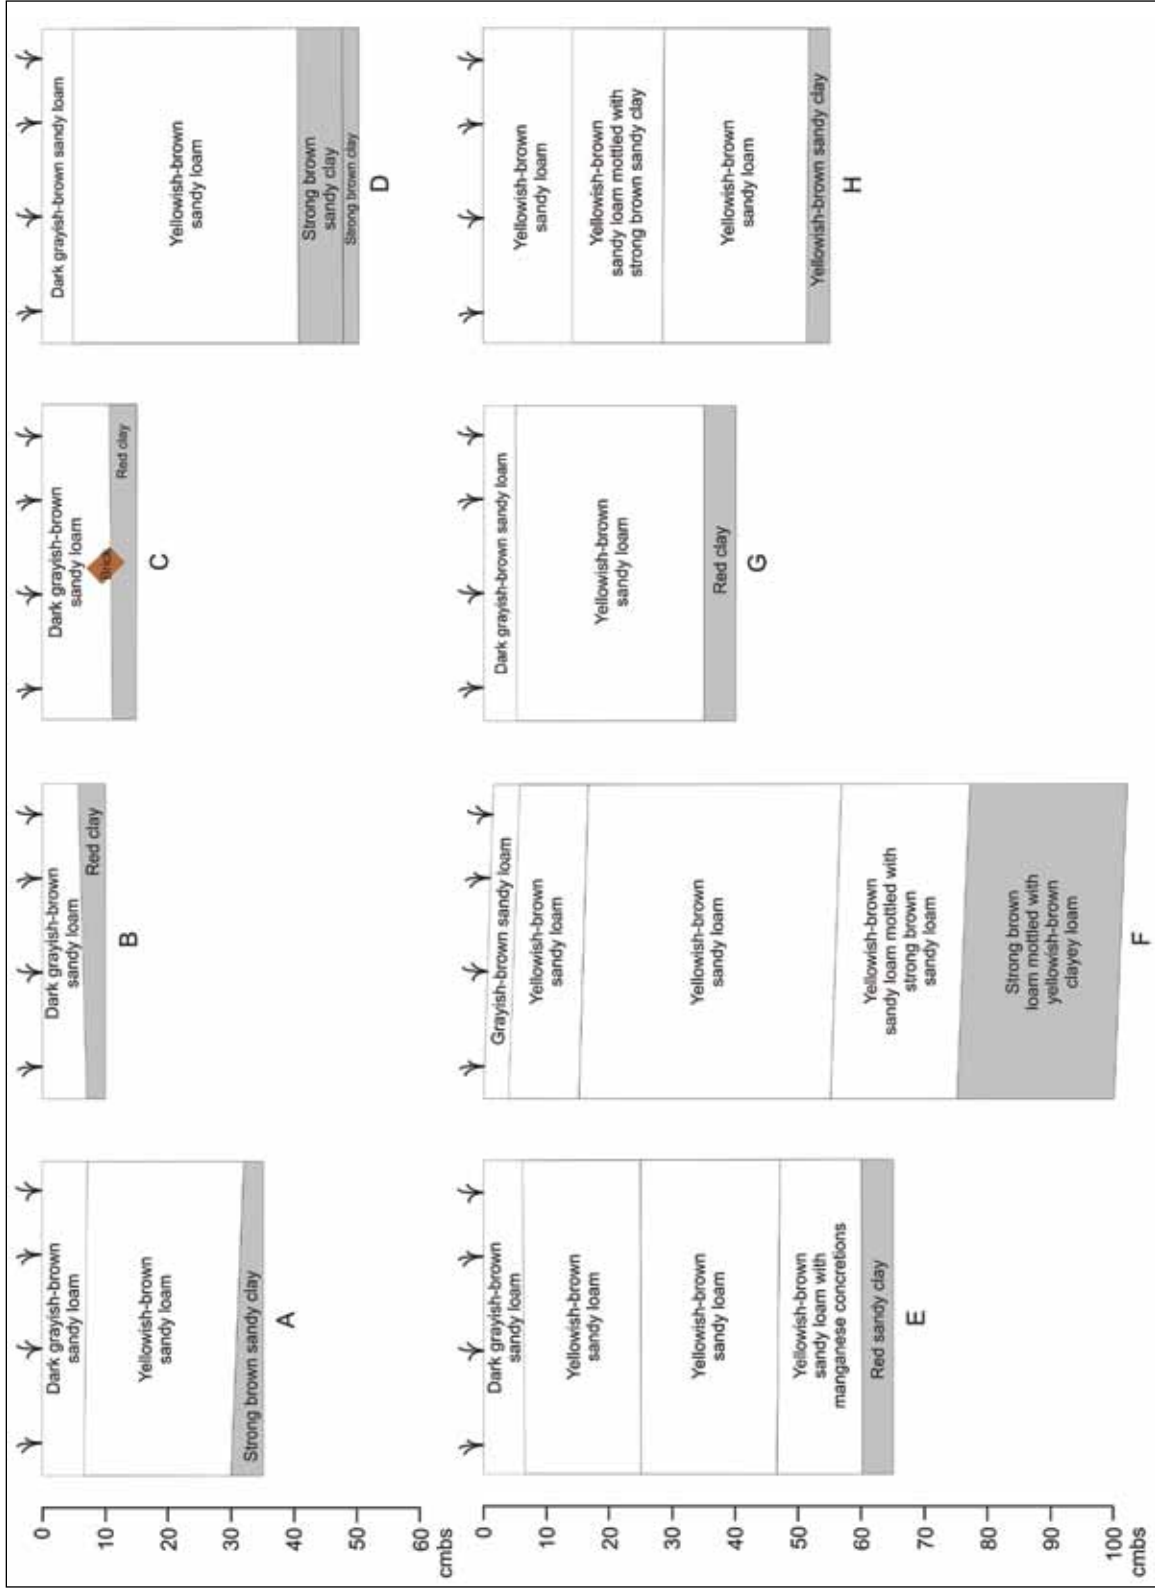 0
10
20
30
40
50
60
cmbs
Dark grayish-brown
sandy loam
Yellowish-brown
sandy loam
Strong brown sandy clay
A
Dark grayish-brown
sandy loam
Red clay
B
Dark grayish-brown
sandy loam
Brick
Red clay
C
Dark grayish-brown sandy loam
Yellowish-brown
sandy loam
Strong brown
sandy clay
Strong brown clay
D
0
10
20
30
40
50
60
70
80
90
100
cmbs
Dark grayish-brown
sandy loam
Yellowish-brown
sandy loam
Yellowish-brown
sandy loam
Yellowish-brown
sandy loam with
manganese concretions
Red sandy clay
E
Grayish-brown sandy loam
Yellowish-brown
sandy loam
Yellowish-brown
sandy loam
Yellowish-brown
sandy loam mottled with
strong brown
sandy loam
Strong brown
loam mottled with
yellowish-brown
clayey loam
F
Dark grayish-brown sandy loam
Yellowish-brown
sandy loam
Red clay
G
Yellowish-brown
sandy loam
Yellowish-brown
sandy loam mottled with
strong brown sandy clay
Yellowish-brown
sandy loam
Yellowish-brown sandy clay
H